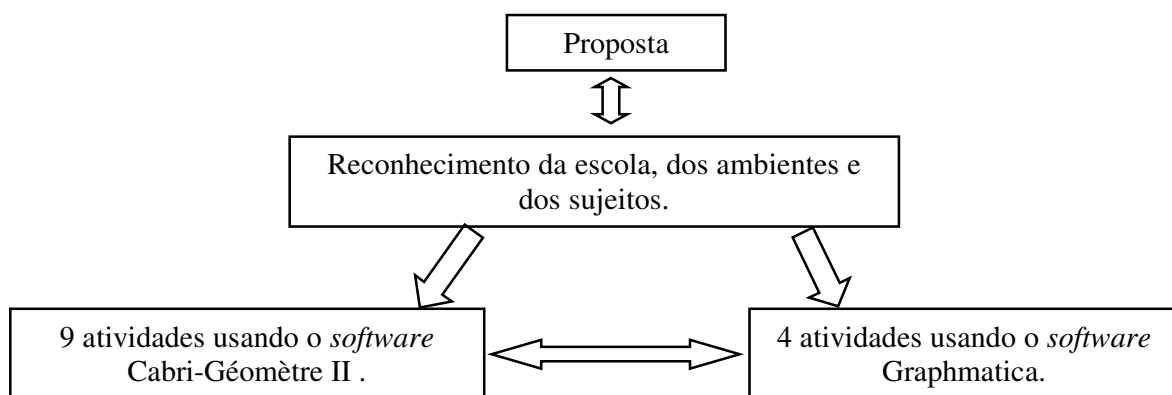 Proposta
Reconhecimento da escola, dos ambientes e
dos sujeitos.
9 atividades usando o software
Cabri-Géomètre II .
4 atividades usando o software
Graphmatica.